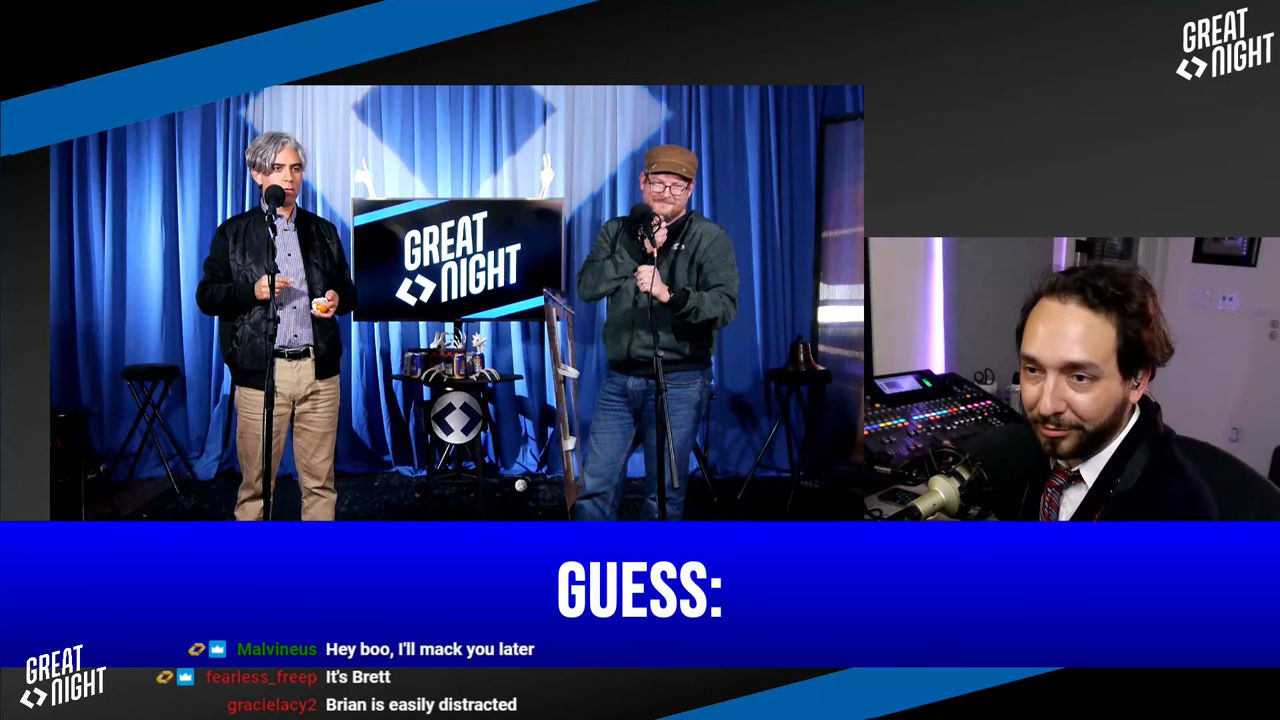 GREAT
NIGHT
GREAT
NIGHT
GUESS:
Malvineus Hey boo, I'll mack you later
fearless_freep It's Brett
gracielacy2 Brian is easily distracted
GREAT
NIGHT